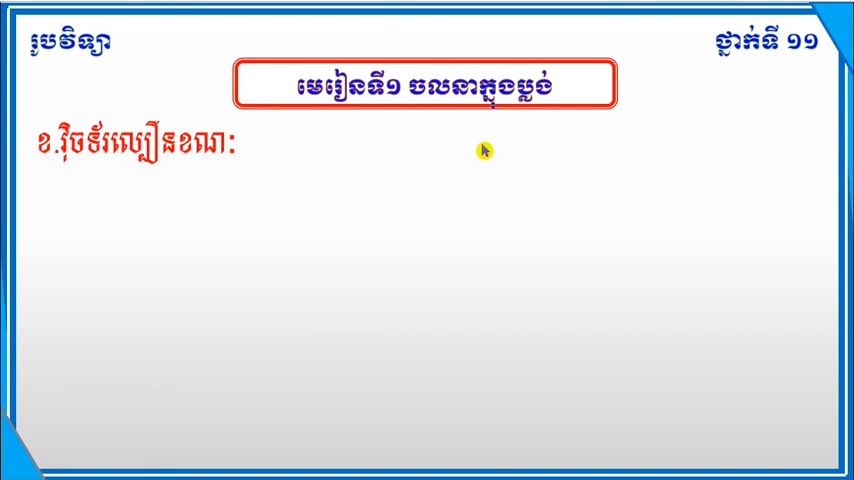 រូបវិទ្យា
ថ្នាក់ទី ១១
មេរៀនទី១ ចលនាក្នុងប្លង់
ខ.វ៉ិចទ័រល្បឿនខណៈ